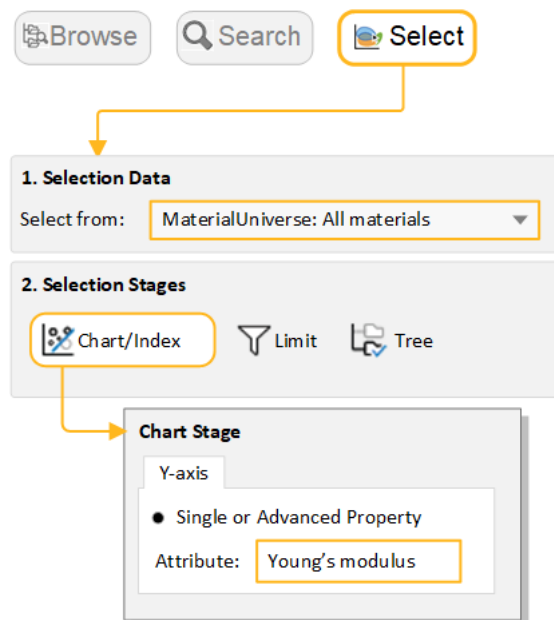 Browse Search Select
1. Selection Data
Select from: MaterialUniverse: All materials
2. Selection Stages
Chart/Index Limit Tree
Chart Stage
Y-axis
Single or Advanced Property
Attribute: Young's modulus